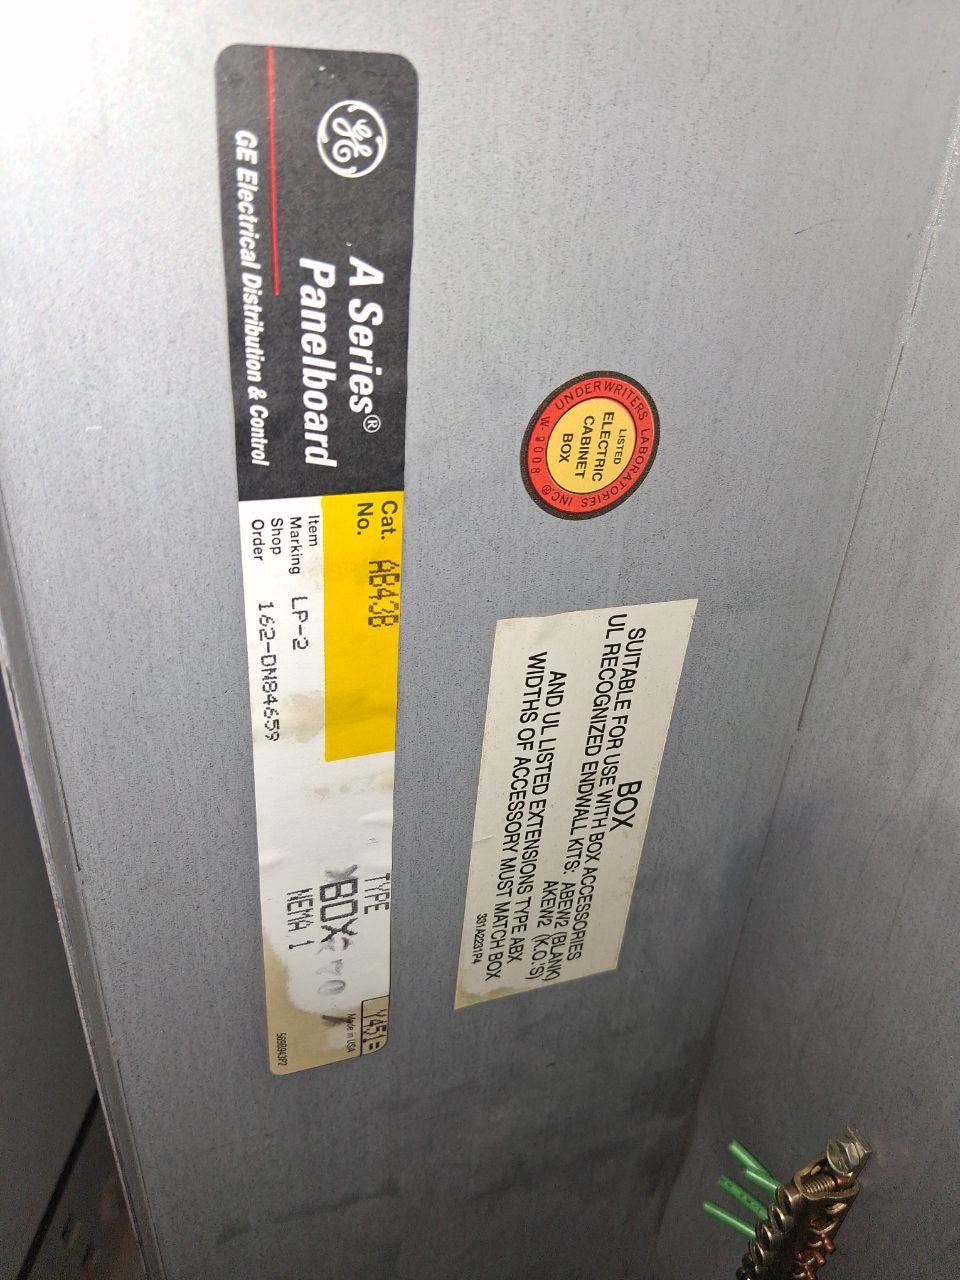 GE
A Series®
Panelboard
GE Electrical Distribution & Control
Cat. No. AB43B
Item
Marking LP-2
Shop
Order 162-DN84659
TYPE
NEMA 1
Made in USA
UNDERWRITERS LABORATORIES INC.®
LISTED
ELECTRIC
CABINET
BOX
W-9008
BOX
SUITABLE FOR USE WITH BOX ACCESSORIES
UL RECOGNIZED ENDWALL KITS: ABEW2 (BLANK)
AKEW2 (K.O.'S)
AND UL LISTED EXTENSIONS TYPE ABX
WIDTHS OF ACCESSORY MUST MATCH BOX
331A2231P4